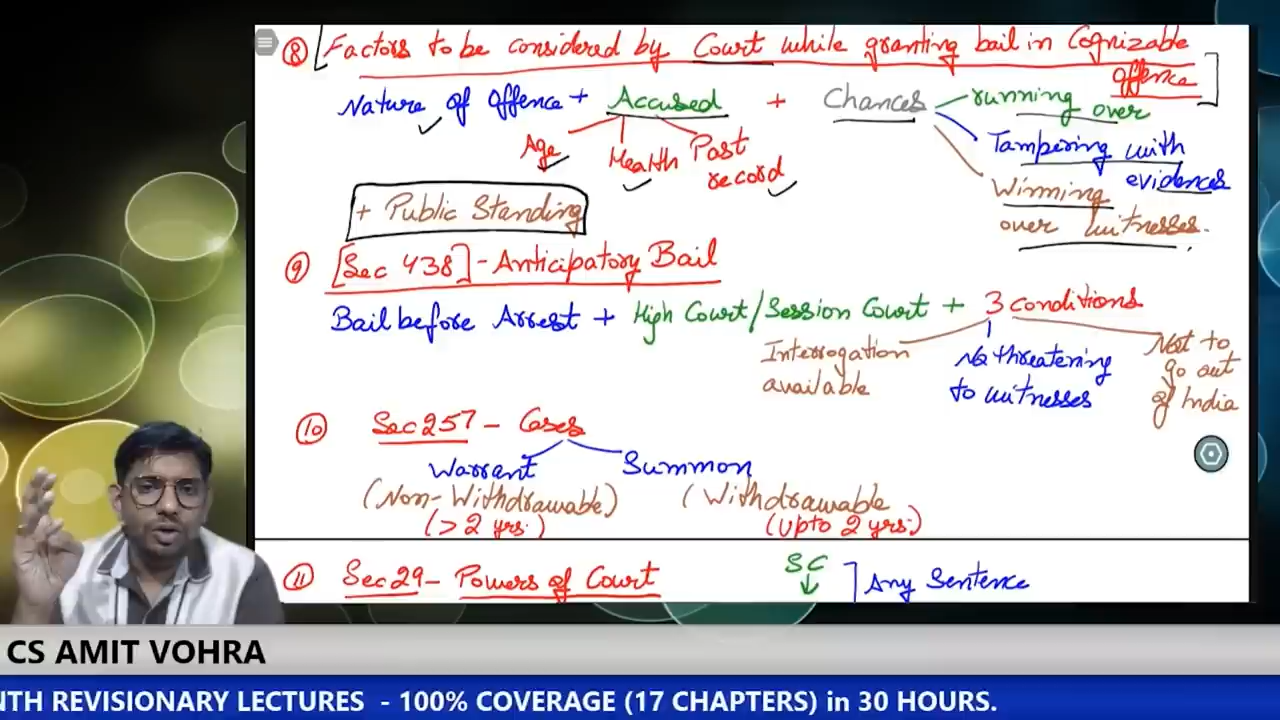 ⑧ [Factors to be considered by Court while granting bail in Cognizable
offence]
Nature of Offence + Accused + Chances
running over
Age
Health
Past
record
Tampering with
evidences
Winning
over witnesses.
+ Public Standing
⑨ [Sec 438] - Anticipatory Bail
Bail before Arrest + High Court/Session Court + 3 conditions
Interrogation
available
No threatening
to witnesses
Not to
go out
of India
⑩ Sec 257 - Cases
Warrant
Summon
(Non-Withdrawable)
(Withdrawable
(> 2 yrs.)
(Upto 2 yrs.)
⑪ Sec 29 - Powers of Court
SC
] Any Sentence
CS AMIT VOHRA
NTH REVISIONARY LECTURES - 100% COVERAGE (17 CHAPTERS) in 30 HOURS.